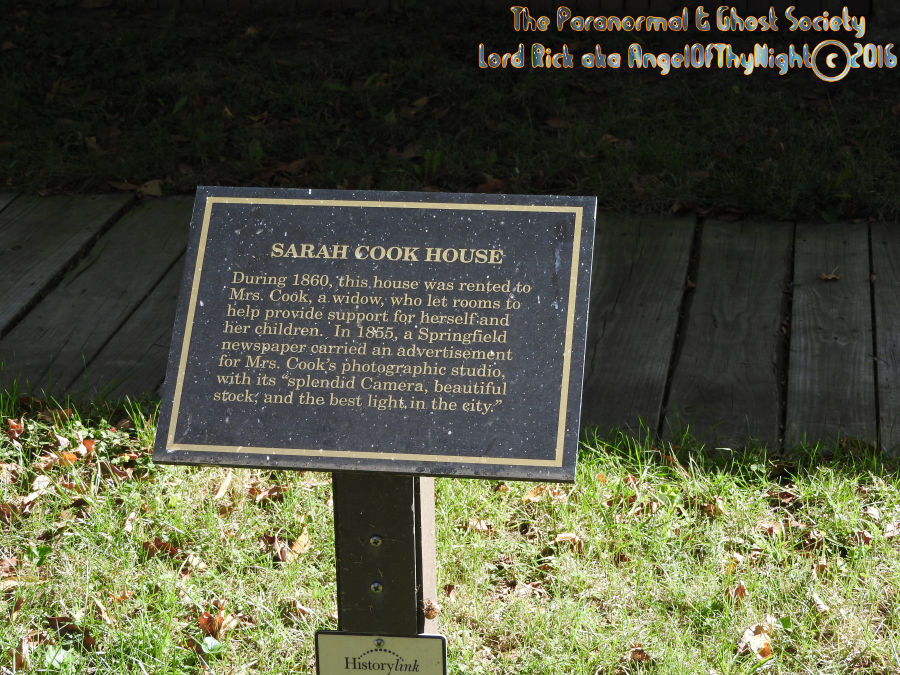 The Paranormal & Ghost Society
Lord Rick aka AngelOfThyNight©2016
SARAH COOK HOUSE
During 1860, this house was rented to
Mrs. Cook, a widow, who let rooms to
help provide support for herself and
her children. In 1855, a Springfield
newspaper carried an advertisement
for Mrs. Cook's photographic studio,
with its "splendid Camera, beautiful
stock, and the best light in the city."
Historylink